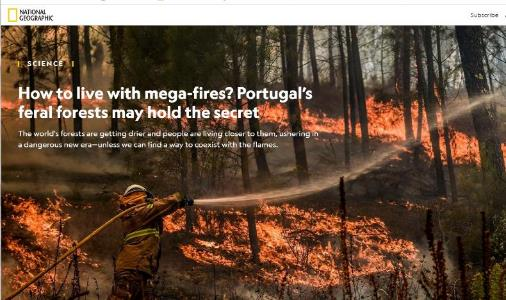 NATIONAL
GEOGRAPHIC
Subscribe
SCIENCE
How to live with mega-fires? Portugal's
feral forests may hold the secret
The world's forests are getting drier and people are living closer to them, ushering in
a dangerous new era—unless we can find a way to coexist with the flames.